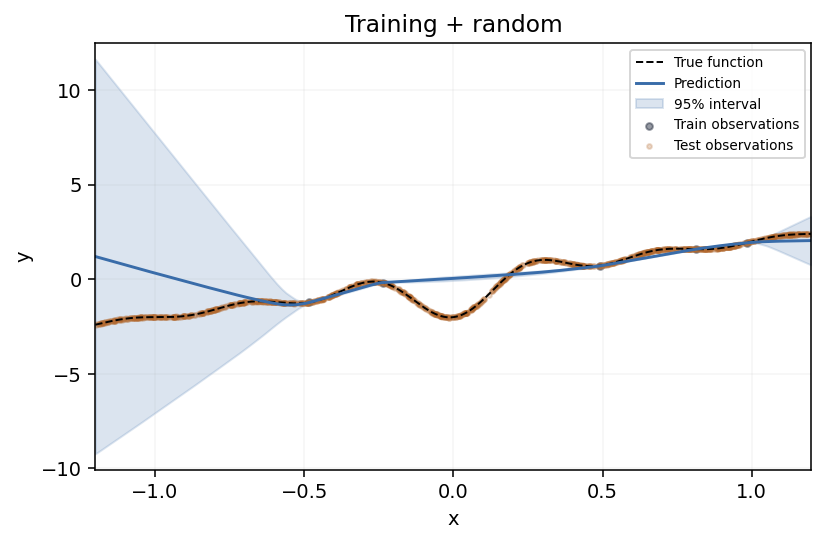 Training + random
True function
Prediction
95% interval
Train observations
Test observations
10
5
0
−5
−10
y
−1.0 −0.5 0.0 0.5 1.0
x